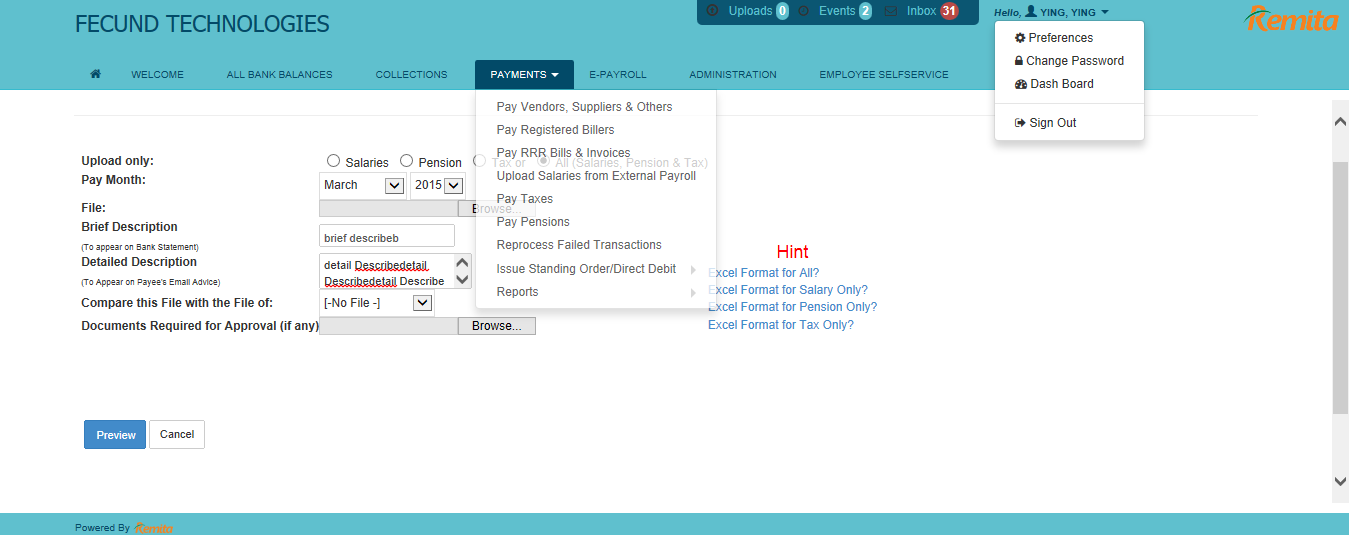 FECUND TECHNOLOGIES
Uploads 0 Events 2 Inbox 31
Hello, YING, YING
Remita
Preferences
Change Password
Dash Board
Sign Out
WELCOME ALL BANK BALANCES COLLECTIONS PAYMENTS E-PAYROLL ADMINISTRATION EMPLOYEE SELFSERVICE
Pay Vendors, Suppliers & Others
Pay Registered Billers
Pay RRR Bills & Invoices
Upload Salaries from External Payroll
Pay Taxes
Pay Pensions
Reprocess Failed Transactions
Issue Standing Order/Direct Debit
Reports
Upload only: Salaries Pension Tax or All (Salaries, Pension & Tax)
Pay Month: March 2015
File: Browse...
Brief Description
(To appear on Bank Statement)
brief describeb
Detailed Description
(To Appear on Payee's Email Advice)
detail Describedetail
Describedetail Describe
Compare this File with the File of: [-No File -]
Documents Required for Approval (if any) Browse...
Hint
Excel Format for All?
Excel Format for Salary Only?
Excel Format for Pension Only?
Excel Format for Tax Only?
Preview Cancel
Powered By Remita